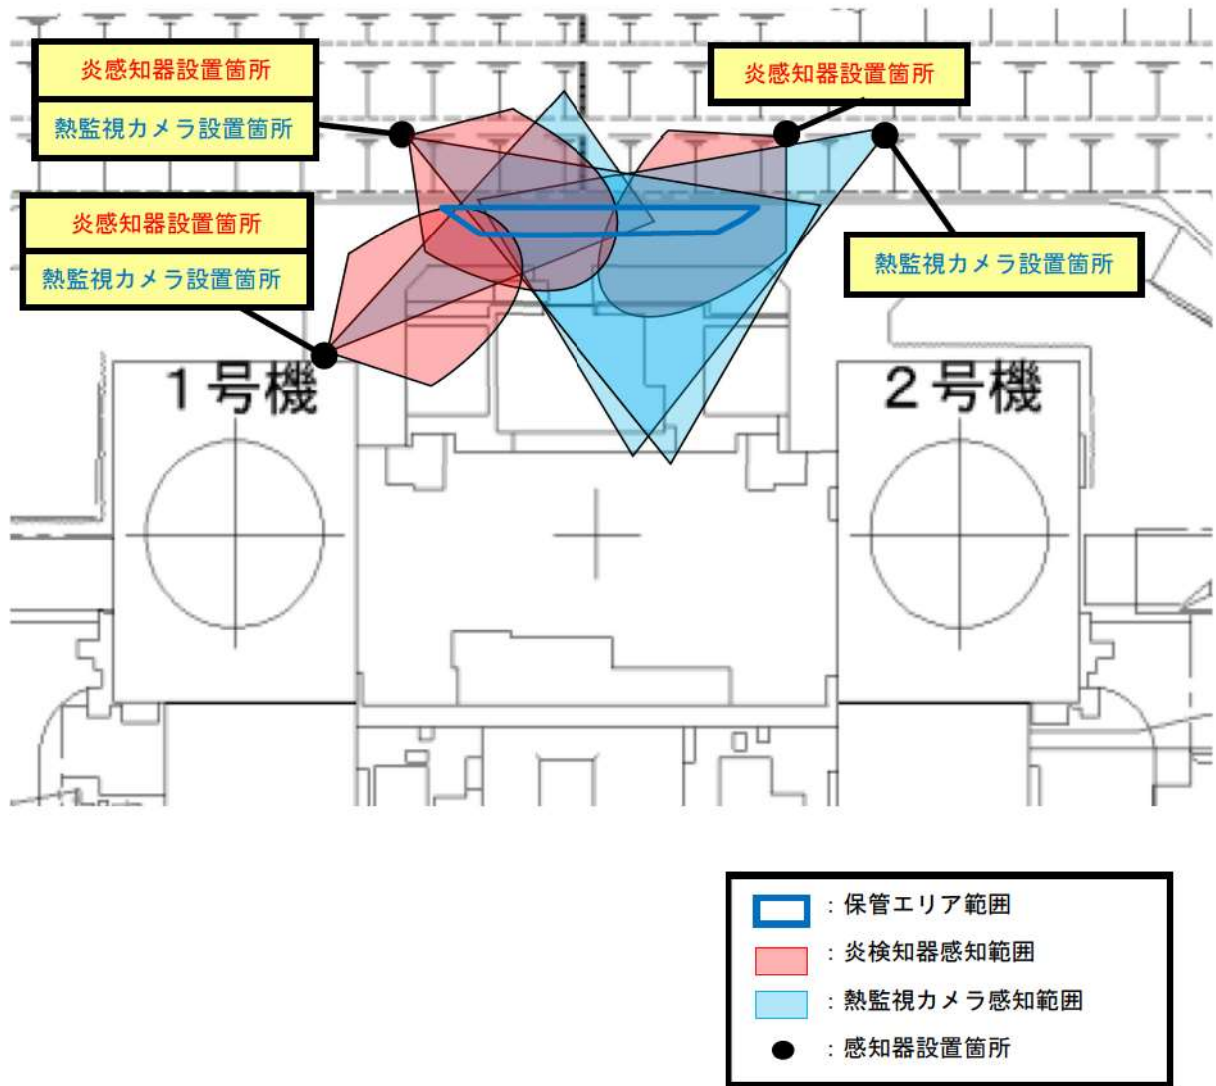 炎感知器設置箇所
熱監視カメラ設置箇所
炎感知器設置箇所
炎感知器設置箇所
熱監視カメラ設置箇所
熱監視カメラ設置箇所
1号機
2号機
：保管エリア範囲
：炎検知器感知範囲
：熱監視カメラ感知範囲
：感知器設置箇所